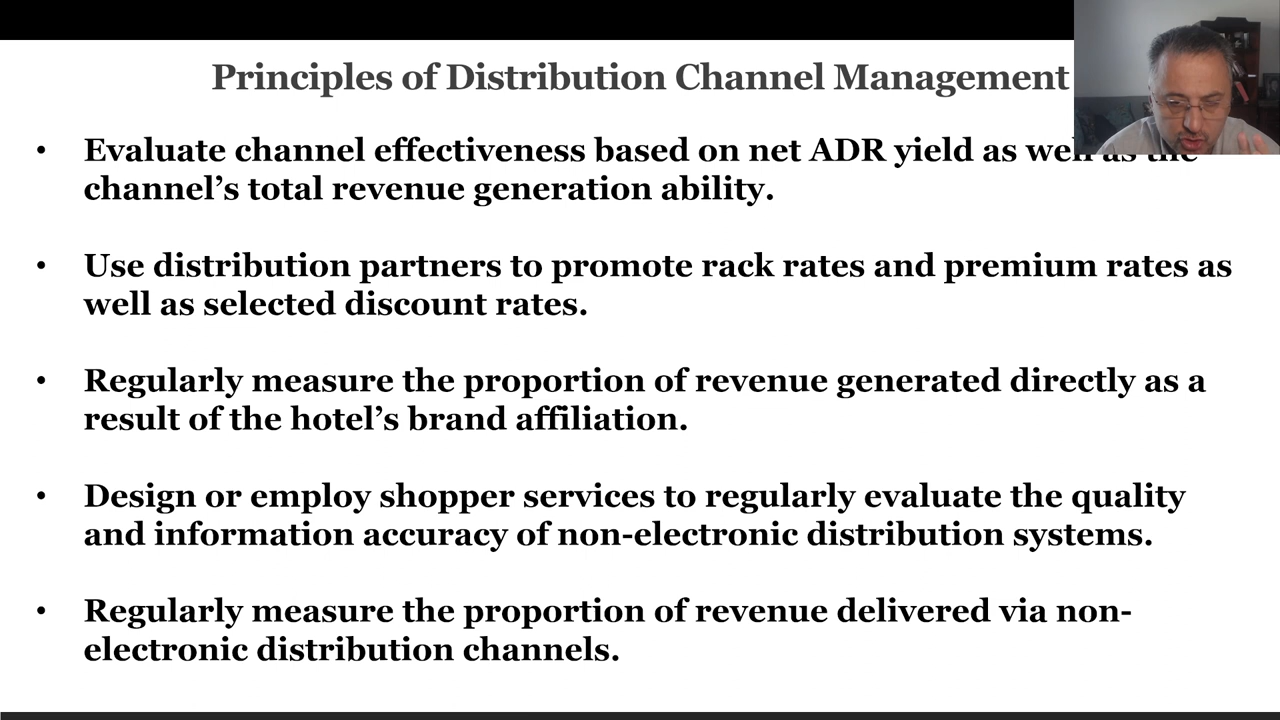 Principles of Distribution Channel Management
• Evaluate channel effectiveness based on net ADR yield as well as the
channel’s total revenue generation ability.
• Use distribution partners to promote rack rates and premium rates as
well as selected discount rates.
• Regularly measure the proportion of revenue generated directly as a
result of the hotel’s brand affiliation.
• Design or employ shopper services to regularly evaluate the quality
and information accuracy of non-electronic distribution systems.
• Regularly measure the proportion of revenue delivered via non-
electronic distribution channels.